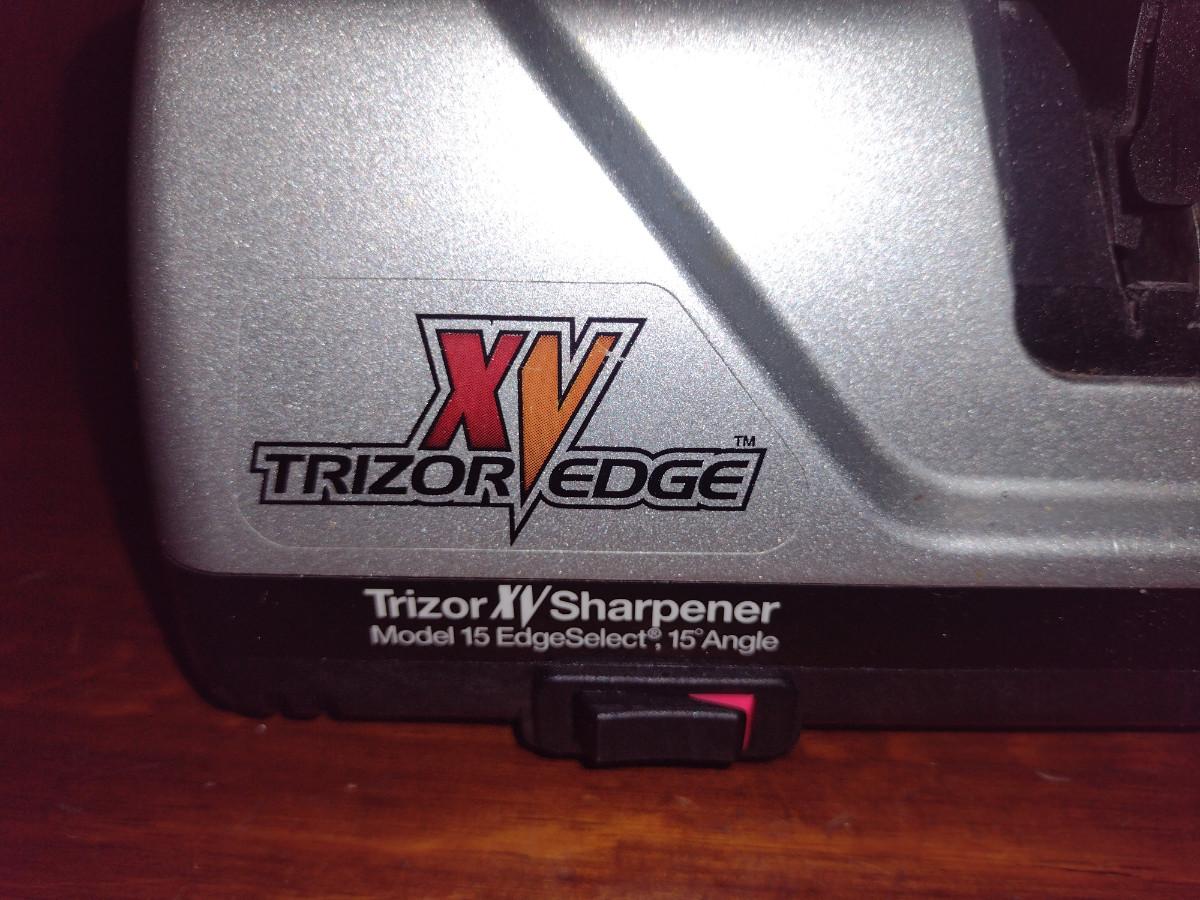 XV
TRIZOR EDGE™
Trizor XV Sharpener
Model 15 EdgeSelect®, 15° Angle